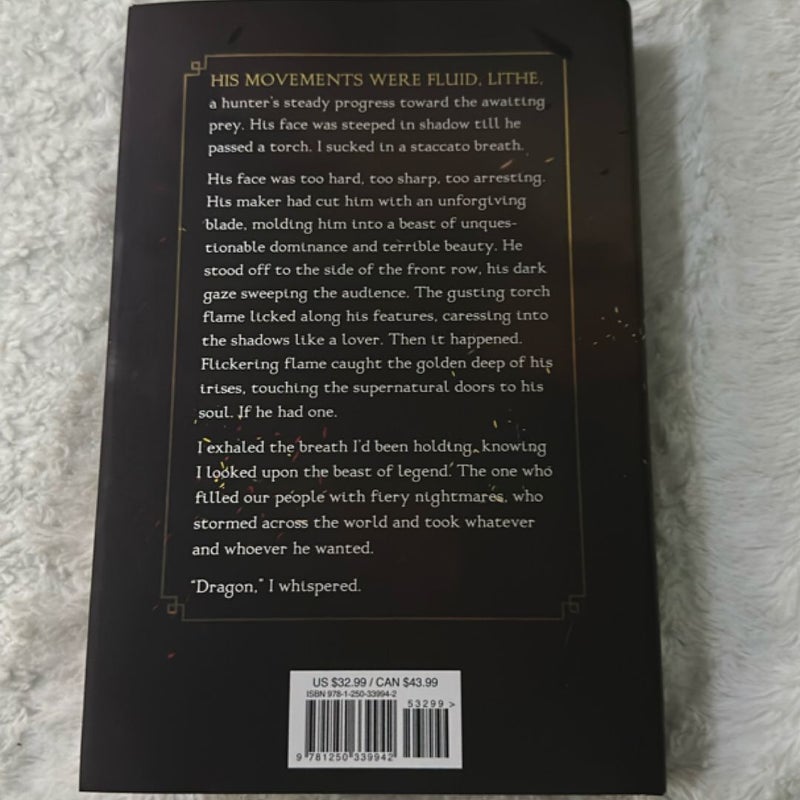 HIS MOVEMENTS WERE FLUID, LITHE,
a hunter's steady progress toward the awaiting
prey. His face was steeped in shadow till he
passed a torch. I sucked in a staccato breath.
His face was too hard, too sharp, too arresting.
His maker had cut him with an unforgiving
blade, molding him into a beast of unques-
tionable dominance and terrible beauty. He
stood off to the side of the front row, his dark
gaze sweeping the audience. The gusting torch
flame licked along his features, caressing into
the shadows like a lover. Then it happened.
Flickering flame caught the golden deep of his
irises, touching the supernatural doors to his
soul. If he had one.
I exhaled the breath I'd been holding, knowing
I looked upon the beast of legend. The one who
filled our people with fiery nightmares, who
stormed across the world and took whatever
and whoever he wanted.
"Dragon," I whispered.
US $32.99 / CAN $43.99
ISBN 978-1-250-33994-2
53299 >
9 781250 339942